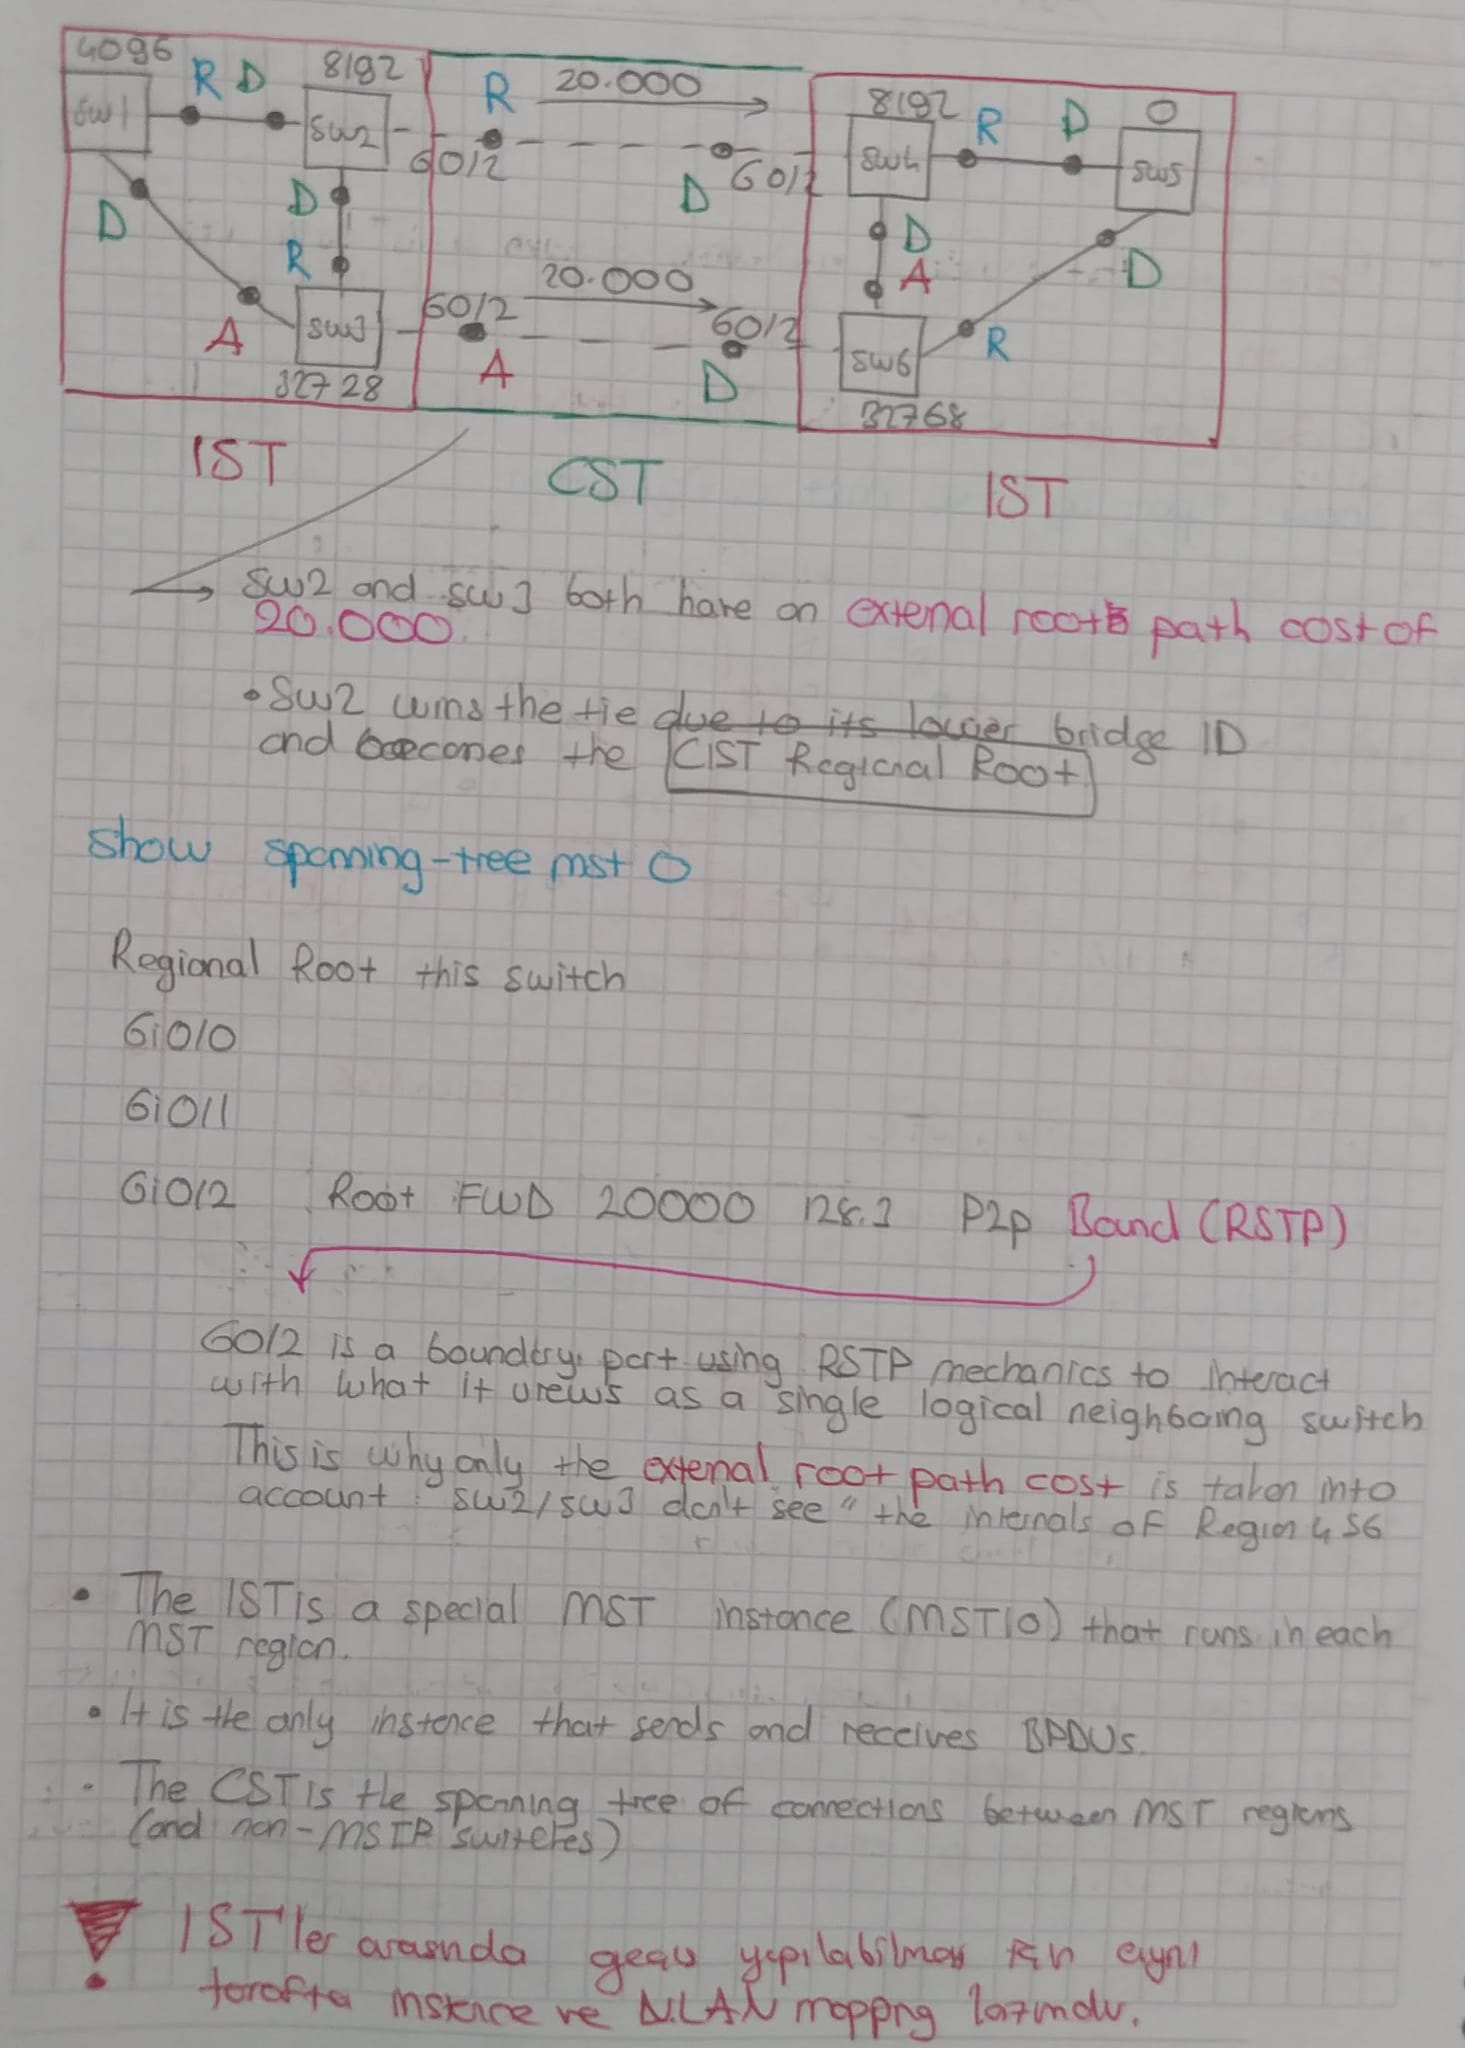 4096
R D
8192
R
20.000
8192
R
D
0
SW1
SW2
G0/2
G0/2
SW4
SW5
D
D
D
R
D
A
D
20.000
G0/2
G0/2
A
SW3
A
D
SW6
R
32728
32768
IST
CST
IST
SW2 and SW3 both have an external root path cost of
20.000.
• SW2 wins the tie due to its lower bridge ID
and becomes the CIST Regional Root
show spanning-tree mst 0
Regional Root this switch
Gi0/0
Gi0/1
Gi0/2 Root FWD 20000 128.3 P2p Bound (RSTP)
G0/2 is a boundry port using RSTP mechanics to interact
with what it views as a single logical neighboing switch
This is why only the external root path cost is taken into
account. SW2/SW3 don't "see" the internals of Region 456
• The IST is a special MST instance (MSTI0) that runs in each
MST region.
• It is the only instance that sends and receives BPDUs.
• The CST is the spanning tree of connections between MST regions
(and non-MSTP switches)
! IST'ler arasında geçiş yapılabilmesi için aynı
tarafta instance ve VLAN mapping lazımdır.